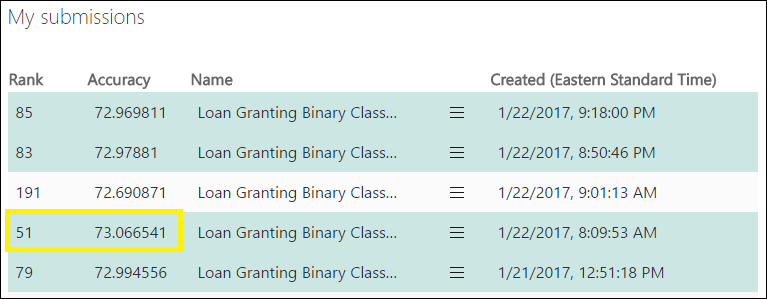 My submissions
Rank Accuracy Name Created (Eastern Standard Time)
85 72.969811 Loan Granting Binary Class... 1/22/2017, 9:18:00 PM
83 72.97881 Loan Granting Binary Class... 1/22/2017, 8:50:46 PM
191 72.690871 Loan Granting Binary Class... 1/22/2017, 9:01:13 AM
51 73.066541 Loan Granting Binary Class... 1/22/2017, 8:09:53 AM
79 72.994556 Loan Granting Binary Class... 1/21/2017, 12:51:18 PM